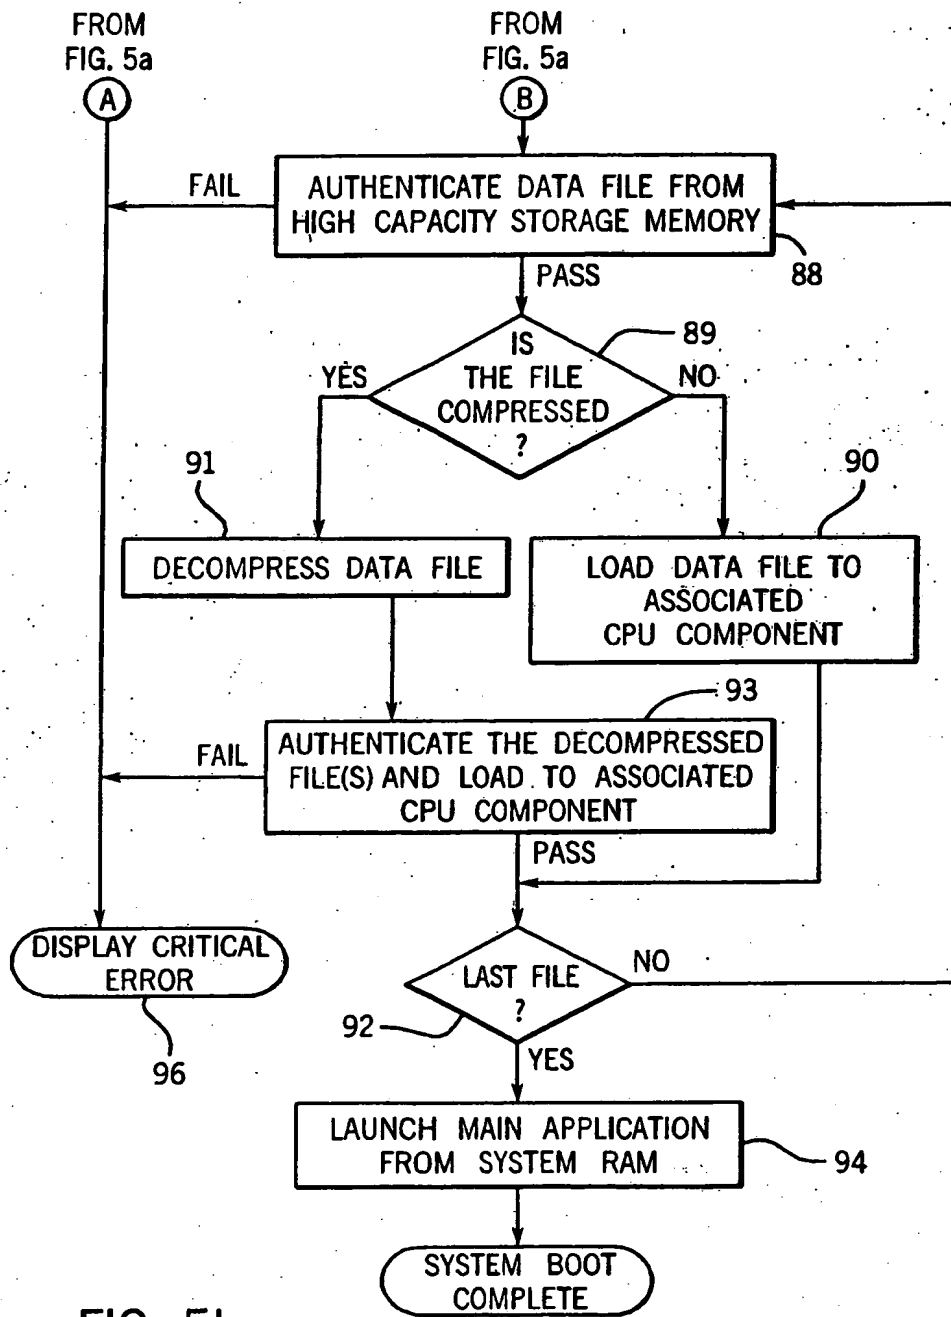 FROM
FIG. 5a
A
FROM
FIG. 5a
B
FAIL
AUTHENTICATE DATA FILE FROM
HIGH CAPACITY STORAGE MEMORY
88
PASS
89
IS
THE FILE
COMPRESSED
?
YES
NO
91
90
DECOMPRESS DATA FILE
LOAD DATA FILE TO
ASSOCIATED
CPU COMPONENT
93
FAIL
AUTHENTICATE THE DECOMPRESSED
FILE(S) AND LOAD TO ASSOCIATED
CPU COMPONENT
PASS
DISPLAY CRITICAL
ERROR
96
LAST FILE
?
NO
92
YES
LAUNCH MAIN APPLICATION
FROM SYSTEM RAM
94
SYSTEM BOOT
COMPLETE